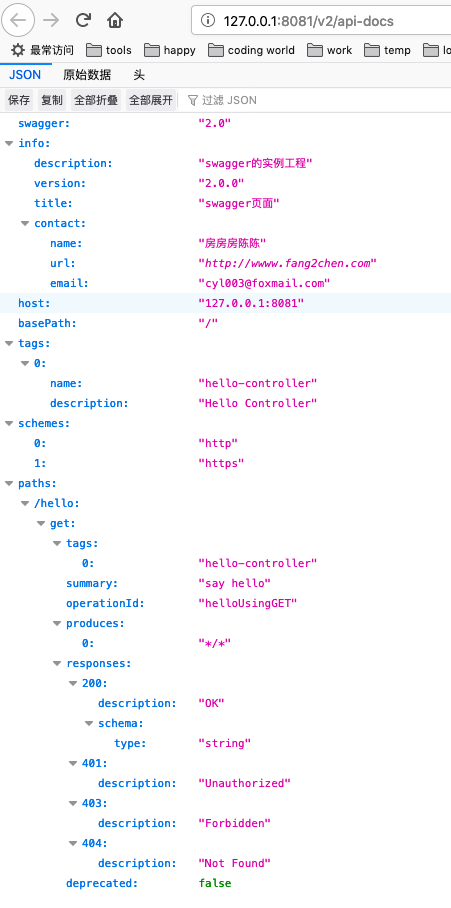 127.0.0.1:8081/v2/api-docs
最常访问 tools happy coding world work temp
JSON 原始数据 头
保存 复制 全部折叠 全部展开 过滤 JSON
swagger: "2.0"
info:
description: "swagger的实例工程"
version: "2.0.0"
title: "swagger页面"
contact:
name: "房房房陈陈"
url: "http://wwww.fang2chen.com"
email: "cyl003@foxmail.com"
host: "127.0.0.1:8081"
basePath: "/"
tags:
0:
name: "hello-controller"
description: "Hello Controller"
schemes:
0: "http"
1: "https"
paths:
/hello:
get:
tags:
0: "hello-controller"
summary: "say hello"
operationId: "helloUsingGET"
produces:
0: "*/*"
responses:
200:
description: "OK"
schema:
type: "string"
401:
description: "Unauthorized"
403:
description: "Forbidden"
404:
description: "Not Found"
deprecated: false